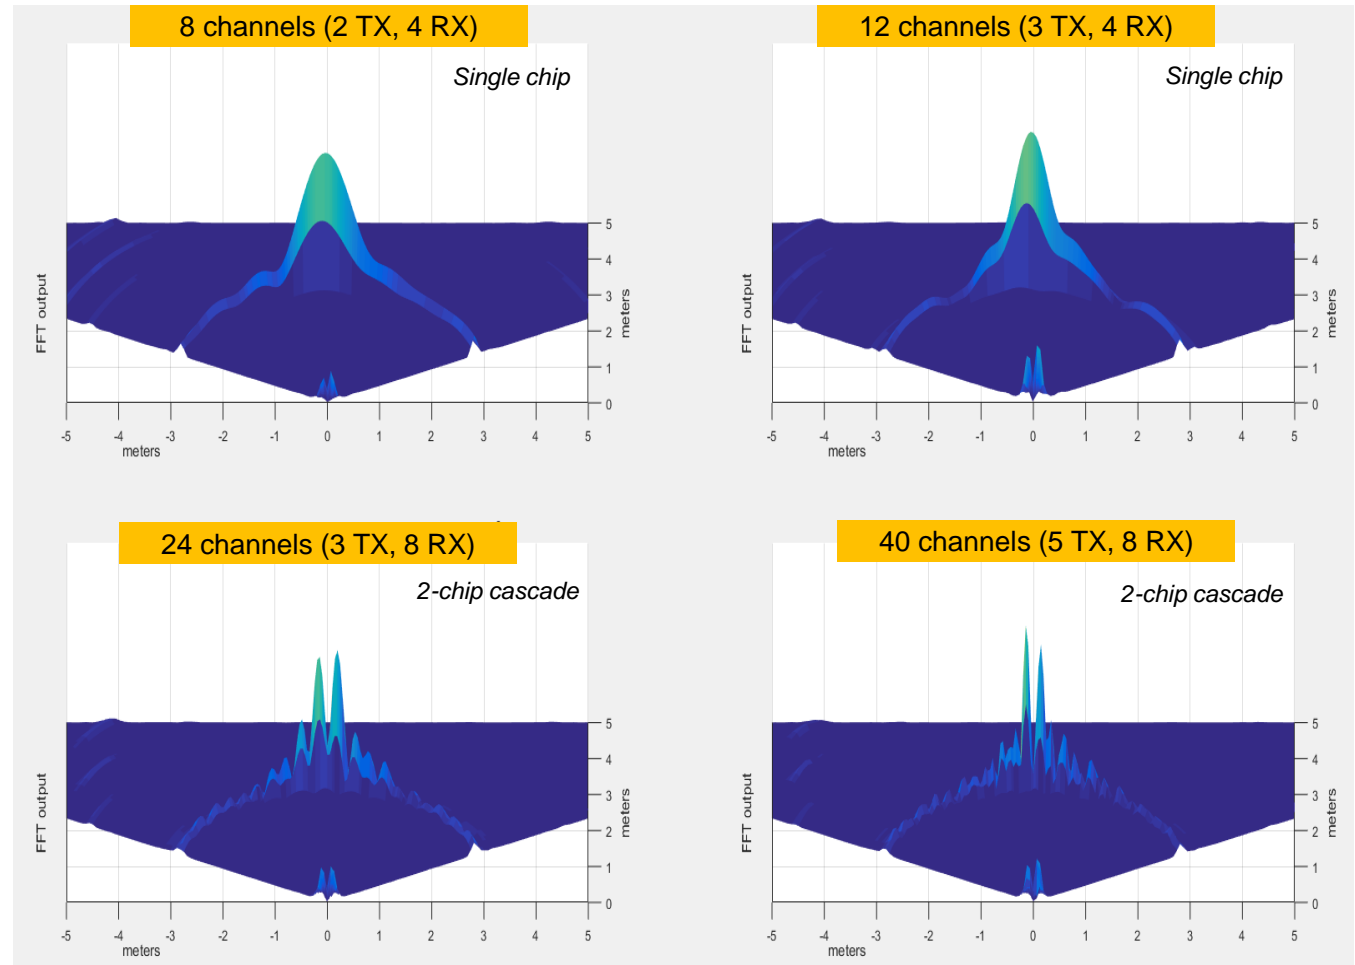 8 channels (2 TX, 4 RX)
Single chip
FFT output
5
4
3
2
1
0
meters
-5 -4 -3 -2 -1 0 1 2 3 4 5
meters
12 channels (3 TX, 4 RX)
Single chip
FFT output
5
4
3
2
1
0
meters
-5 -4 -3 -2 -1 0 1 2 3 4 5
meters
24 channels (3 TX, 8 RX)
2-chip cascade
FFT output
5
4
3
2
1
0
meters
-5 -4 -3 -2 -1 0 1 2 3 4 5
meters
40 channels (5 TX, 8 RX)
2-chip cascade
FFT output
5
4
3
2
1
0
meters
-5 -4 -3 -2 -1 0 1 2 3 4 5
meters